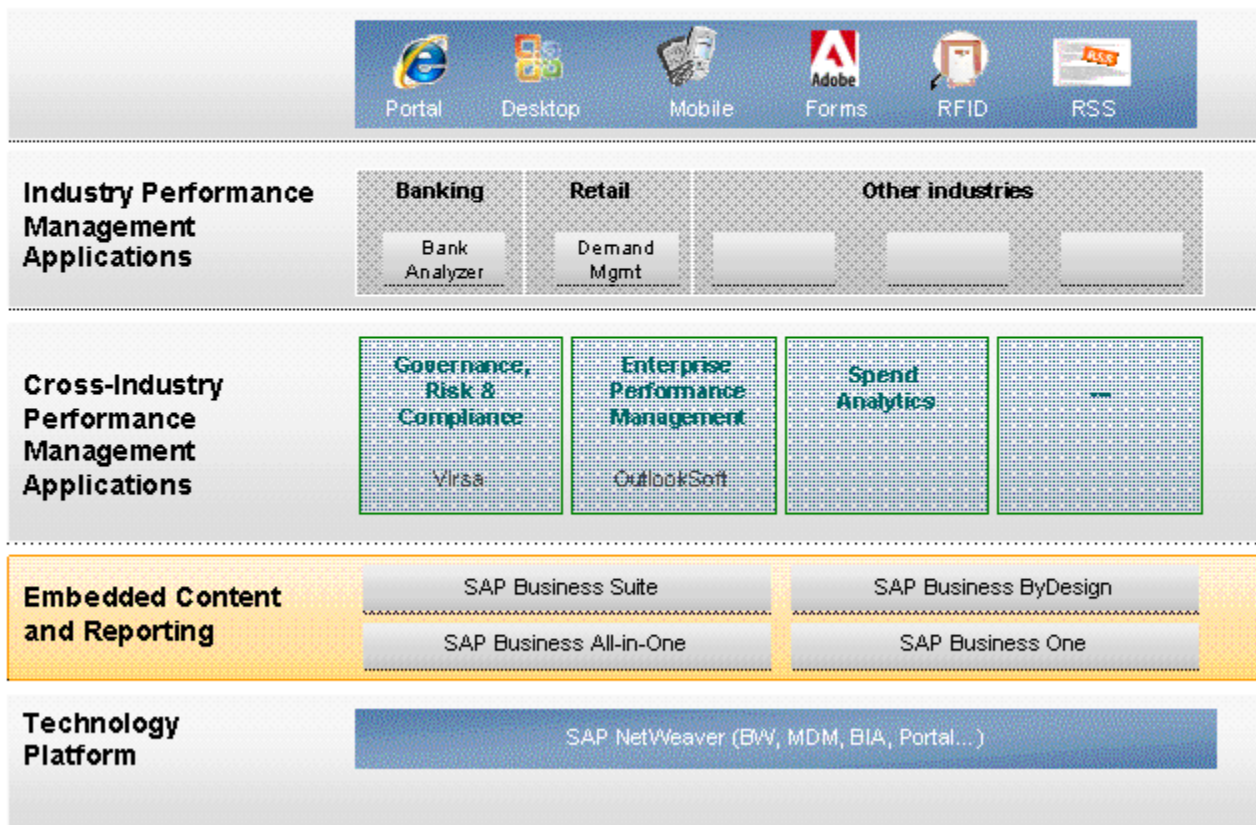 Adobe
RSS
Portal
Desktop
Mobile
Forms
RFID
RSS
Industry Performance
Management
Applications
Banking
Retail
Other industries
Bank
Analyzer
Demand
Mgmt
Cross-Industry
Performance
Management
Applications
Governance,
Risk &
Compliance
Virsa
Enterprise
Performance
Management
OutlookSoft
Spend
Analytics
---
Embedded Content
and Reporting
SAP Business Suite
SAP Business ByDesign
SAP Business All-in-One
SAP Business One
Technology
Platform
SAP NetWeaver (BW, MDM, BIA, Portal...)